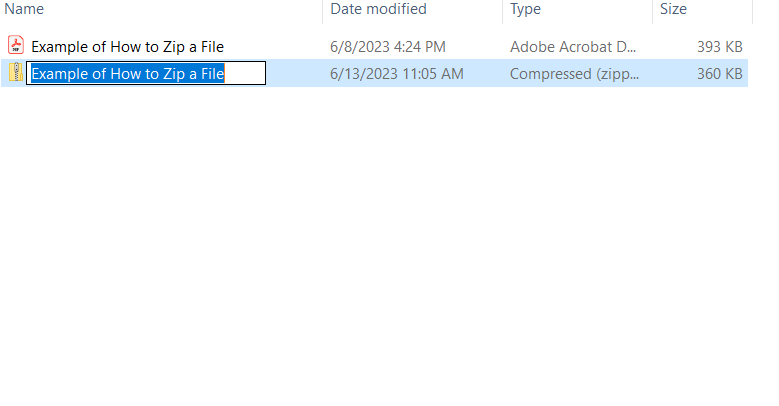 Name Date modified Type Size
Example of How to Zip a File 6/8/2023 4:24 PM Adobe Acrobat D... 393 KB
Example of How to Zip a File 6/13/2023 11:05 AM Compressed (zipp... 360 KB